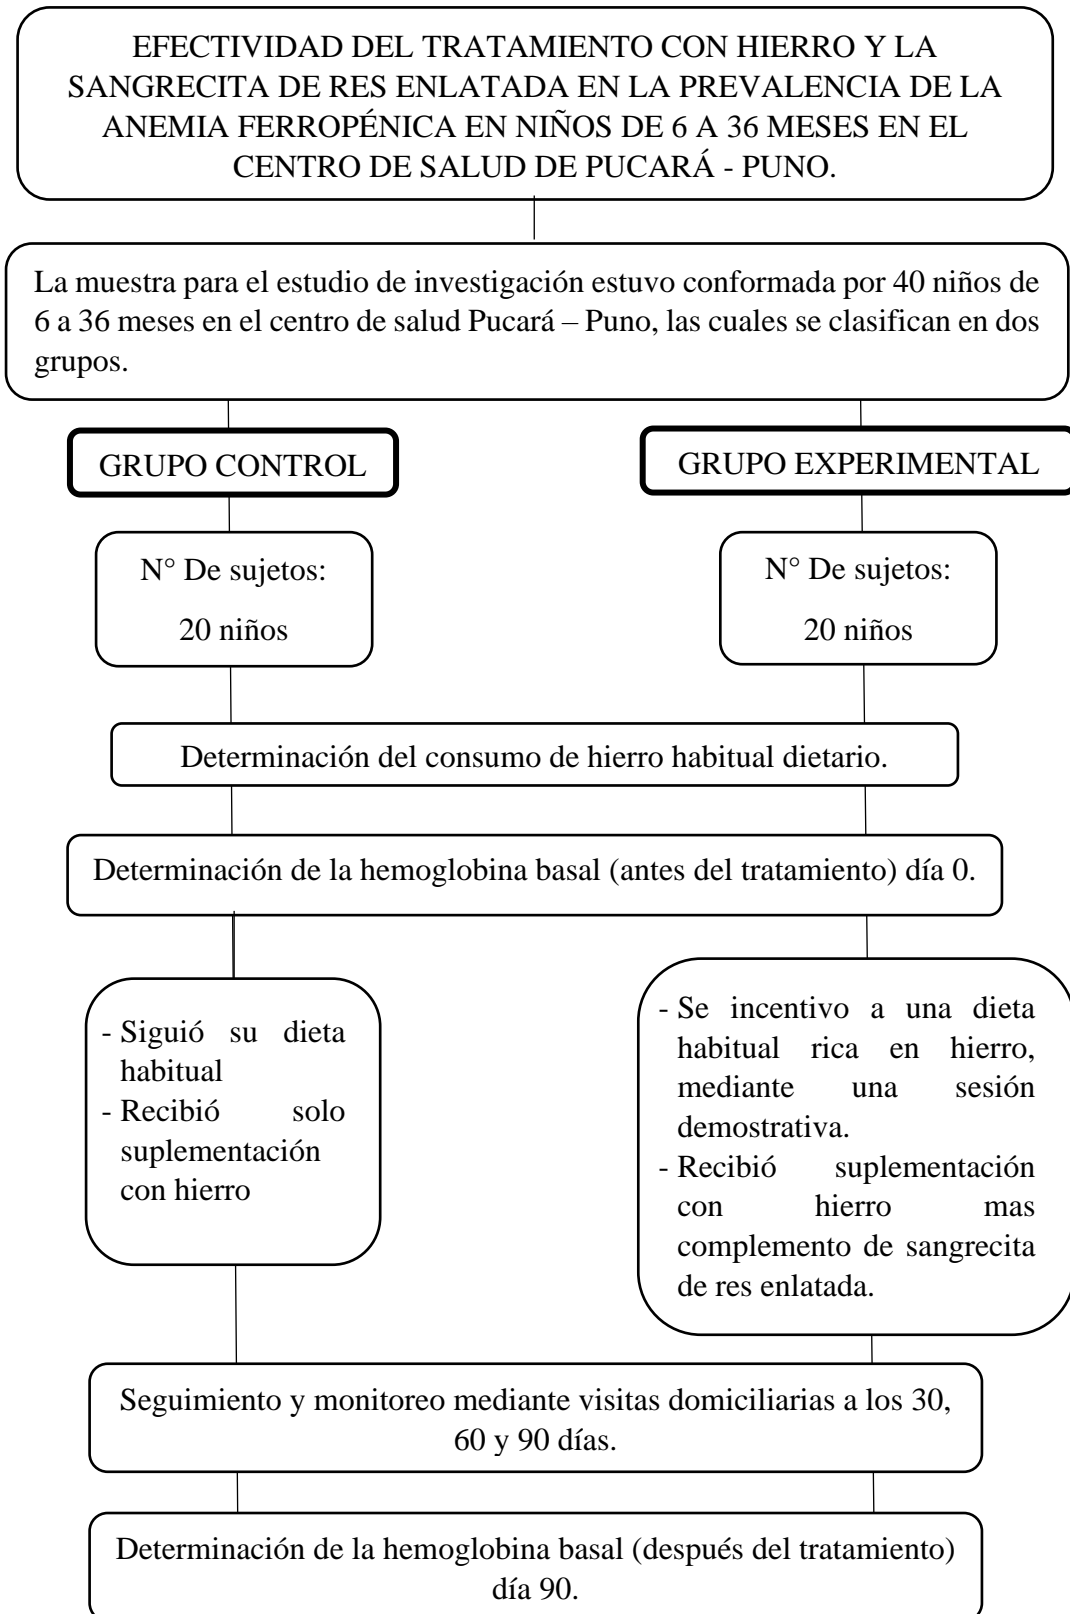 EFECTIVIDAD DEL TRATAMIENTO CON HIERRO Y LA
SANGRECITA DE RES ENLATADA EN LA PREVALENCIA DE LA
ANEMIA FERROPÉNICA EN NIÑOS DE 6 A 36 MESES EN EL
CENTRO DE SALUD DE PUCARÁ - PUNO.
La muestra para el estudio de investigación estuvo conformada por 40 niños de
6 a 36 meses en el centro de salud Pucará – Puno, las cuales se clasifican en dos
grupos.
GRUPO CONTROL
GRUPO EXPERIMENTAL
N° De sujetos:
20 niños
N° De sujetos:
20 niños
Determinación del consumo de hierro habitual dietario.
Determinación de la hemoglobina basal (antes del tratamiento) día 0.
- Siguió su dieta
habitual
- Recibió solo
suplementación
con hierro
- Se incentivo a una dieta
habitual rica en hierro,
mediante una sesión
demostrativa.
- Recibió suplementación
con hierro mas
complemento de sangrecita
de res enlatada.
Seguimiento y monitoreo mediante visitas domiciliarias a los 30,
60 y 90 días.
Determinación de la hemoglobina basal (después del tratamiento)
día 90.